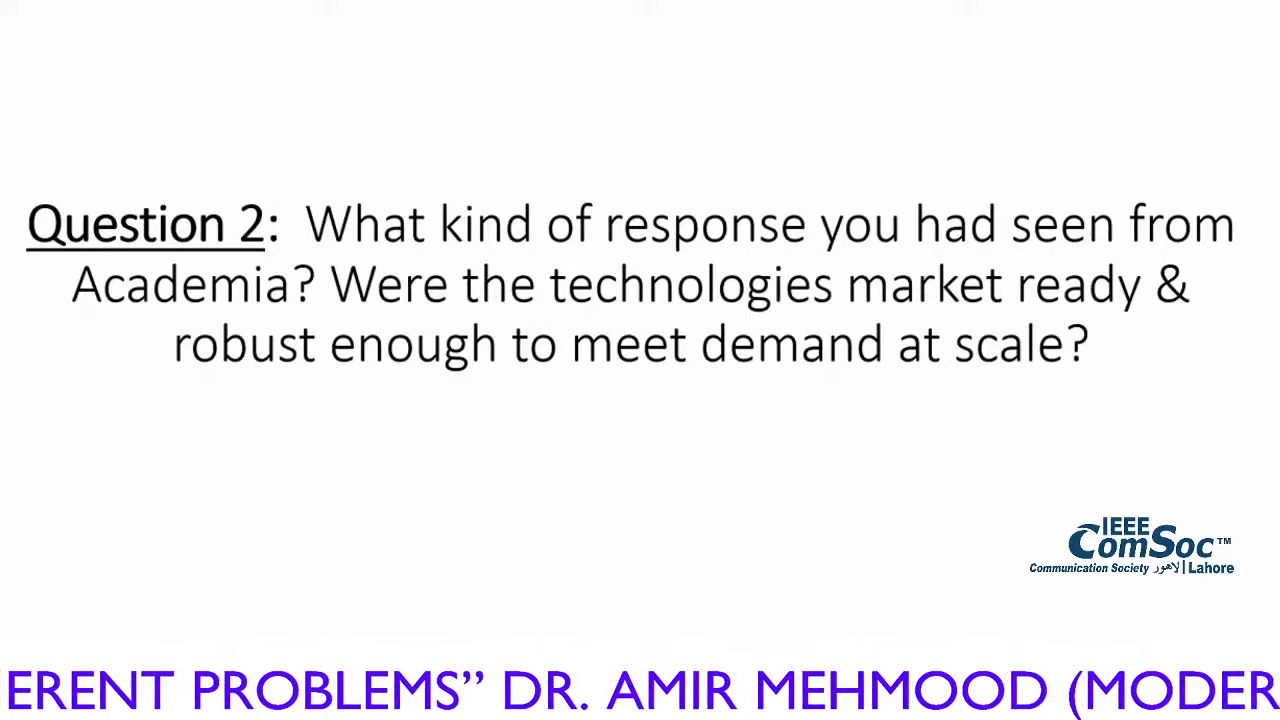 Question 2: What kind of response you had seen from
Academia? Were the technologies market ready &
robust enough to meet demand at scale?
IEEE
ComSoc™
Communication Society لاهور | Lahore
ERENT PROBLEMS” DR. AMIR MEHMOOD (MODER